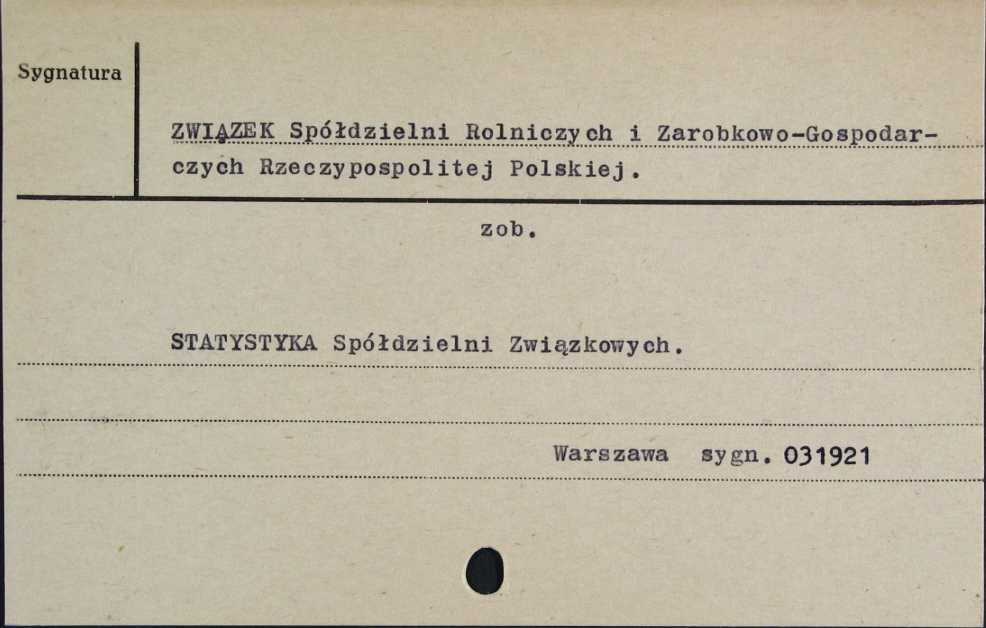 Sygnatura
ZWIĄZEK Spółdzielni Rolniczych i Zarobkowo-Gospodar-
czych Rzeczypospolitej Polskiej.
zob.
STATYSTYKA Spółdzielni Związkowych.
Warszawa sygn. 031921